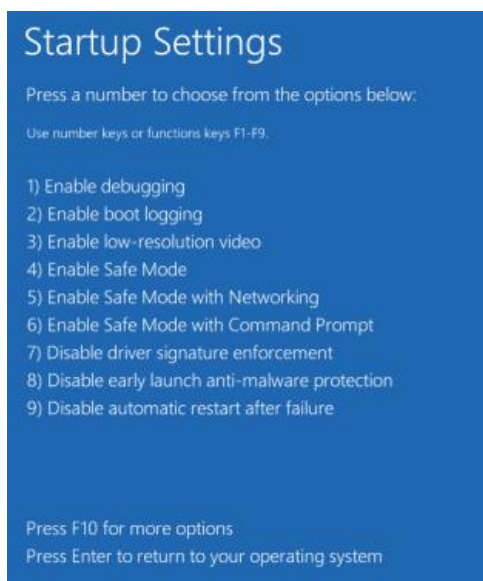 Startup Settings
Press a number to choose from the options below:
Use number keys or functions keys F1-F9.
1) Enable debugging
2) Enable boot logging
3) Enable low-resolution video
4) Enable Safe Mode
5) Enable Safe Mode with Networking
6) Enable Safe Mode with Command Prompt
7) Disable driver signature enforcement
8) Disable early launch anti-malware protection
9) Disable automatic restart after failure
Press F10 for more options
Press Enter to return to your operating system